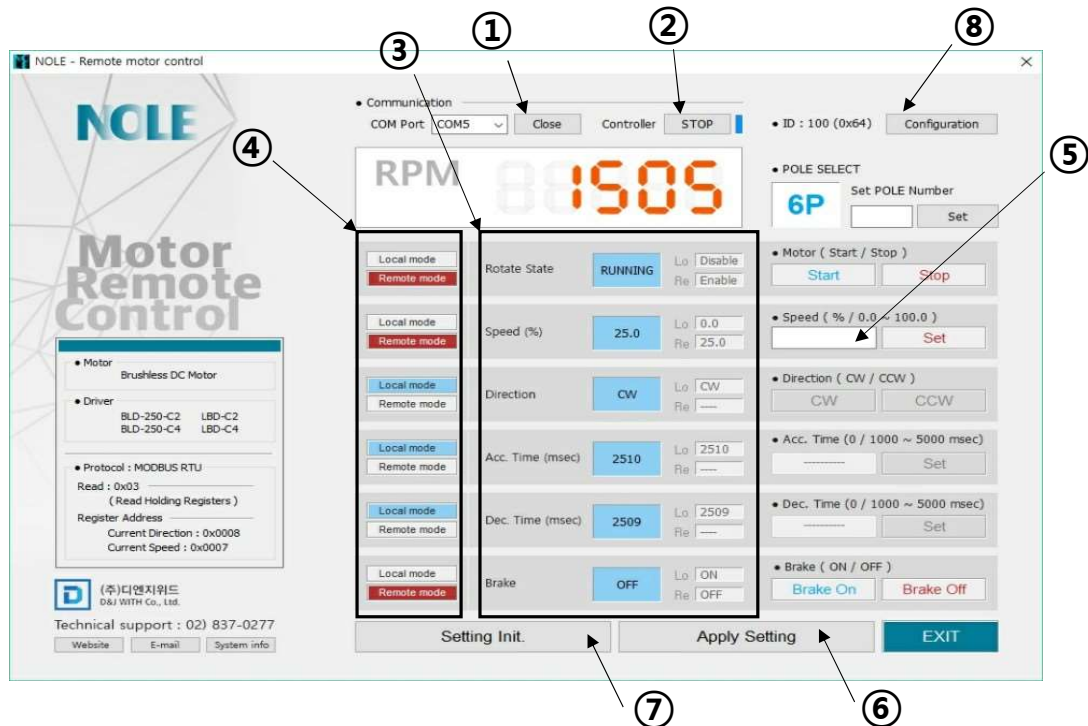 ① ② ⑧
③
NOLE - Remote motor control
NOLE
Communication
COM Port COM5 Close Controller STOP ID : 100 (0x64) Configuration
④
⑤
RPM 1505
POLE SELECT
6P Set POLE Number
Set
Motor
Remote
Control
Local mode
Remote mode
Rotate State RUNNING
Lo Disable
Re Enable
Motor ( Start / Stop )
Start Stop
Local mode
Remote mode
Speed (%) 25.0
Lo 0.0
Re 25.0
Speed ( % / 0.0 ~ 100.0 )
Set
Local mode
Remote mode
Direction CW
Lo CW
Re ----
Direction ( CW / CCW )
CW CCW
Local mode
Remote mode
Acc. Time (msec) 2510
Lo 2510
Re ----
Acc. Time (0 / 1000 ~ 5000 msec)
---------- Set
Local mode
Remote mode
Dec. Time (msec) 2509
Lo 2509
Re ----
Dec. Time (0 / 1000 ~ 5000 msec)
---------- Set
Local mode
Remote mode
Brake OFF
Lo ON
Re OFF
Brake ( ON / OFF )
Brake On Brake Off
Motor
Brushless DC Motor
Driver
BLD-250-C2 LBD-C2
BLD-250-C4 LBD-C4
Protocol : MODBUS RTU
Read : 0x03
( Read Holding Registers )
Register Address
Current Direction : 0x0008
Current Speed : 0x0007
(주)디앤지위드
D&J WITH Co., Ltd.
Technical support : 02) 837-0277
Website E-mail System info
Setting Init. Apply Setting EXIT
⑦ ⑥